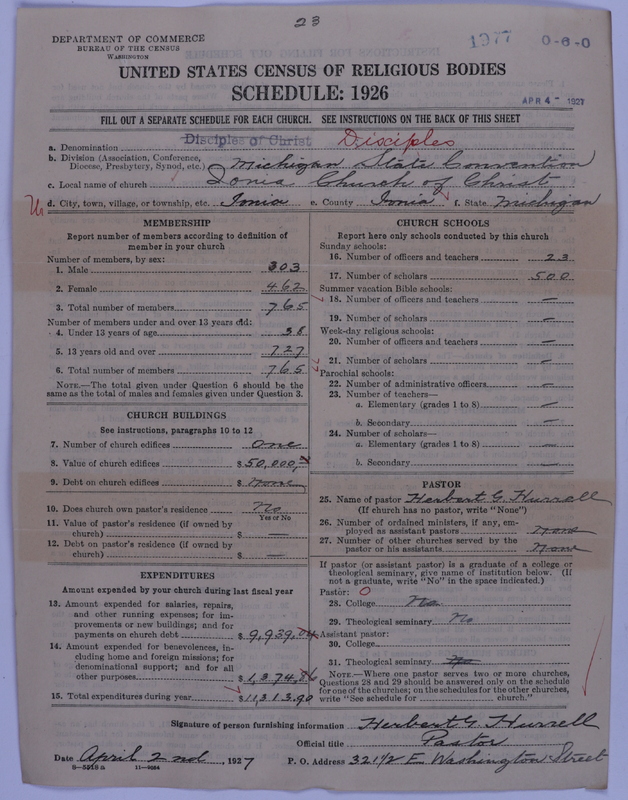 23
DEPARTMENT OF COMMERCE
BUREAU OF THE CENSUS
WASHINGTON
1977 0-6-0
UNITED STATES CENSUS OF RELIGIOUS BODIES
SCHEDULE: 1926
APR 4- 1927
FILL OUT A SEPARATE SCHEDULE FOR EACH CHURCH. SEE INSTRUCTIONS ON THE BACK OF THIS SHEET
a. Denomination Disciples of Christ Disciples
b. Division (Association, Conference, Diocese, Presbytery, Synod, etc.) Michigan State Convention
c. Local name of church Ionia Church of Christ
d. City, town, village, or township, etc. Ionia e. County Ionia f. State Michigan
MEMBERSHIP
Report number of members according to definition of
member in your church
Number of members, by sex:
1. Male 303
2. Female 462
3. Total number of members 765
Number of members under and over 13 years old:
4. Under 13 years of age 38
5. 13 years old and over 727
6. Total number of members 765
NOTE.—The total given under Question 6 should be the
same as the total of males and females given under Question 3.
CHURCH BUILDINGS
See instructions, paragraphs 10 to 12
7. Number of church edifices One
8. Value of church edifices $50,000
9. Debt on church edifices $ None
10. Does church own pastor's residence No
Yes or No
11. Value of pastor's residence (if owned by
church) $ —
12. Debt on pastor's residence (if owned by
church) $ —
EXPENDITURES
Amount expended by your church during last fiscal year
13. Amount expended for salaries, repairs,
and other running expenses; for im-
provements or new buildings; and for
payments on church debt $ 9,939.04
14. Amount expended for benevolences, in-
cluding home and foreign missions; for
denominational support; and for all
other purposes $ 1,374.86
15. Total expenditures during year $ 11,313.90
CHURCH SCHOOLS
Report here only schools conducted by this church
Sunday schools:
16. Number of officers and teachers 23
17. Number of scholars 500
Summer vacation Bible schools:
18. Number of officers and teachers —
19. Number of scholars —
Week-day religious schools:
20. Number of officers and teachers —
21. Number of scholars —
Parochial schools:
22. Number of administrative officers —
23. Number of teachers—
a. Elementary (grades 1 to 8) —
b. Secondary —
24. Number of scholars—
a. Elementary (grades 1 to 8) —
b. Secondary —
PASTOR
25. Name of pastor Herbert G. Hurrell
(If church has no pastor, write "None")
26. Number of ordained ministers, if any, em-
ployed as assistant pastors None
27. Number of other churches served by the
pastor or his assistants None
If pastor (or assistant pastor) is a graduate of a college or
theological seminary, give name of institution below. (If
not a graduate, write "No" in the space indicated.)
Pastor: O
28. College No
29. Theological seminary No
Assistant pastor:
30. College
31. Theological seminary No
NOTE.—Where one pastor serves two or more churches,
Questions 28 and 29 should be answered only on the schedule
for one of the churches; on the schedules for the other churches,
write "See schedule for church."
Signature of person furnishing information Herbert G. Hurrell
Official title Pastor
Date April 2nd, 1927 P. O. Address 321 1/2 E Washington Street
8-5518a 11-9064